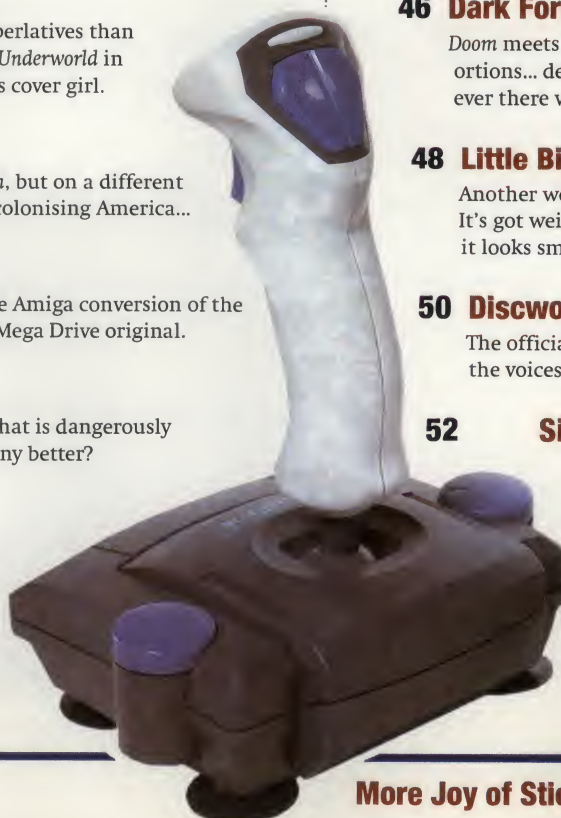 perlatives than
Underworld in
s cover girl.
, but on a different
colonising America...
e Amiga conversion of the
Mega Drive original.
hat is dangerously
ny better?
46 Dark For
Doom meets
ortions... de
ever there w
48 Little Bi
Another wo
It's got wei
it looks sm
50 Discwo
The officia
the voices
52 Si
More Joy of Stic